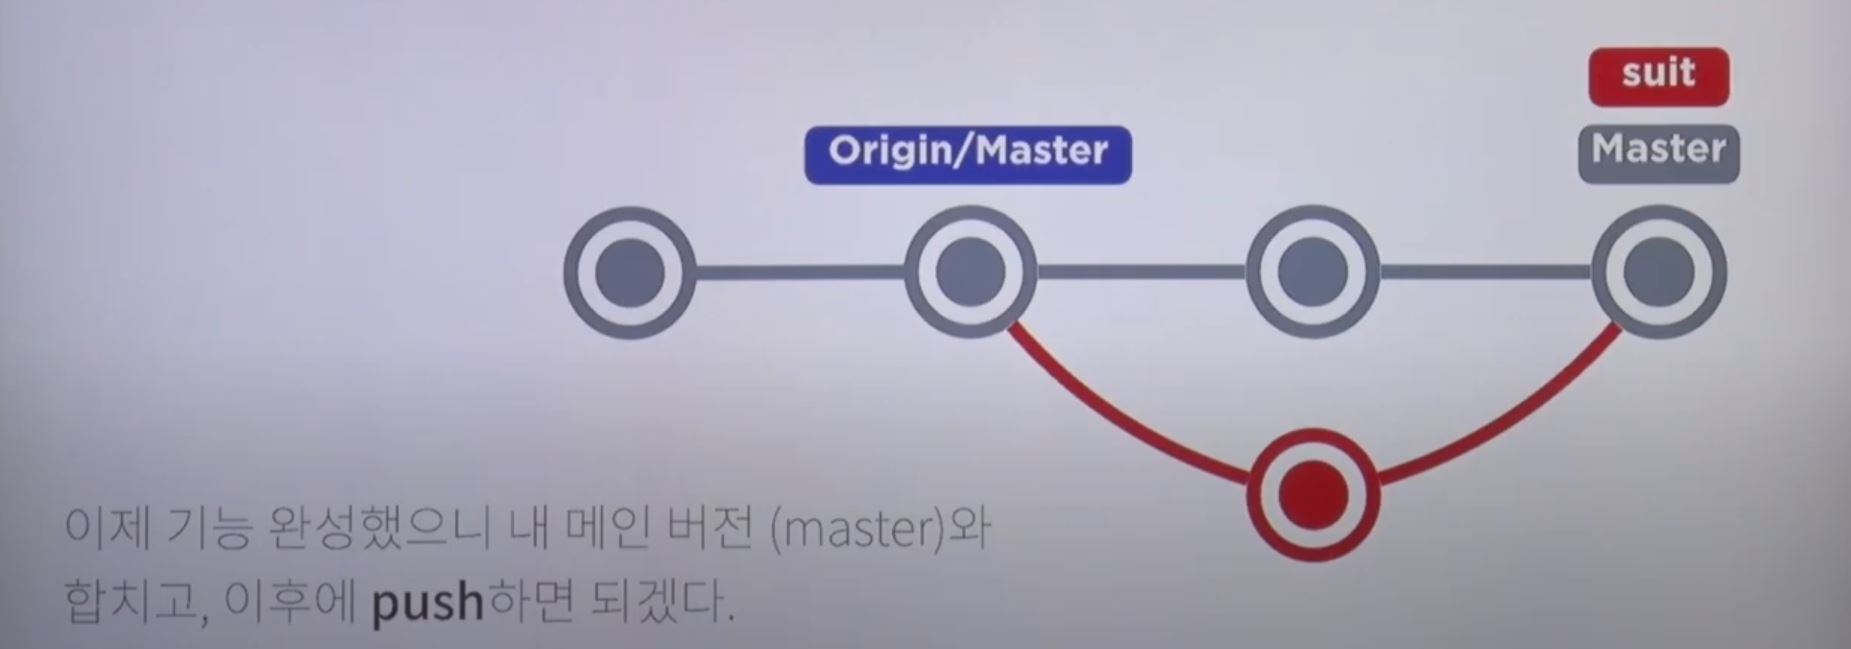 suit
Origin/Master
Master
이제 기능 완성했으니 내 메인 버전 (master)와
합치고, 이후에 push하면 되겠다.